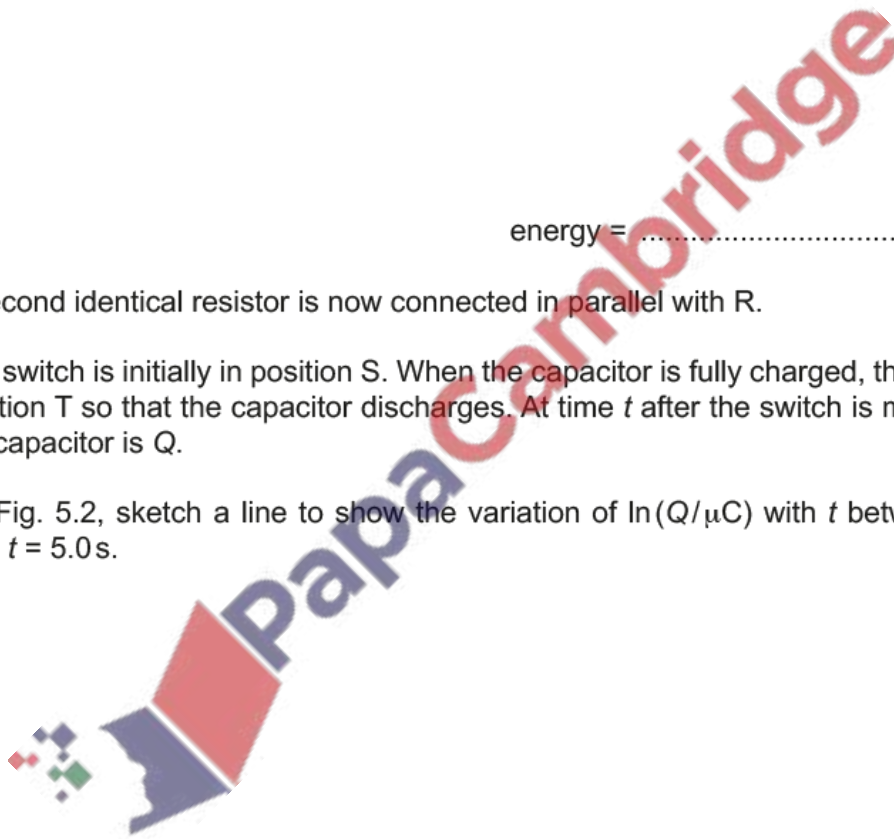 energy = ................................
cond identical resistor is now connected in parallel with R.
switch is initially in position S. When the capacitor is fully charged, th
tion T so that the capacitor discharges. At time t after the switch is n
capacitor is Q.
Fig. 5.2, sketch a line to show the variation of ln (Q/μC) with t betw
t = 5.0 s.
PapaCambridge